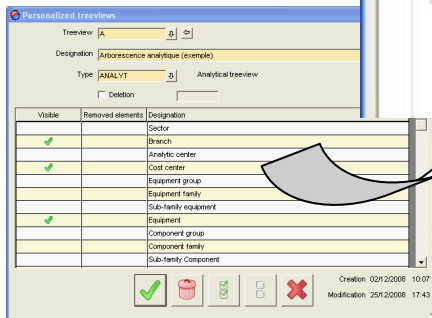 Personalized treeviews
Treeview A
Designation Arborescence analytique (exemple)
Type ANALYT Analytical treeview
Deletion
Visible Removed elements Designation
Sector
Branch
Analytic center
Cost center
Equipment group
Equipment family
Sub-family equipment
Equipment
Component group
Component family
Sub-family Component
Creation 02/12/2008 10:07
Modification 25/12/2008 17:43